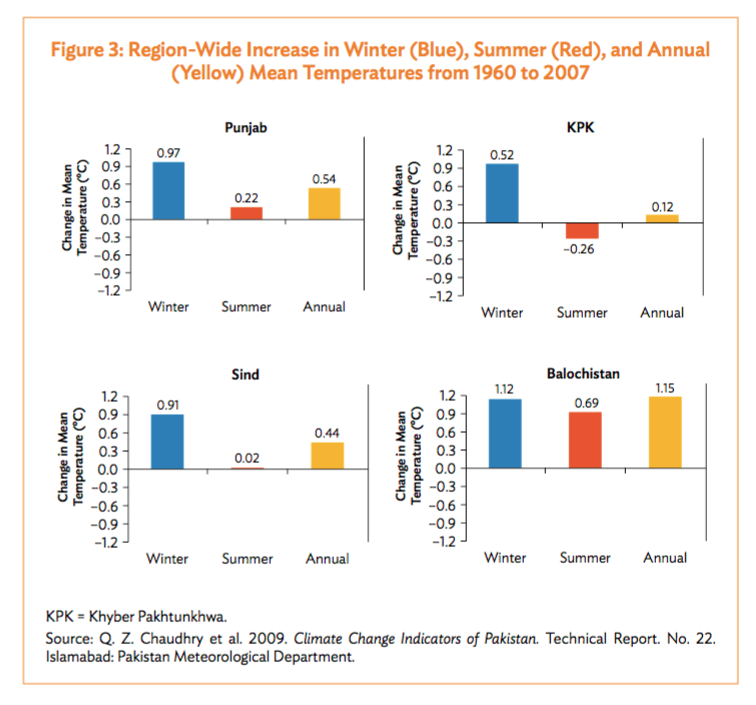 Figure 3: Region-Wide Increase in Winter (Blue), Summer (Red), and Annual
(Yellow) Mean Temperatures from 1960 to 2007
Punjab
Change in Mean
Temperature (°C)
1.2
0.9
0.6
0.3
0.0
−0.3
−0.6
−0.9
−1.2
0.97
0.22
0.54
Winter
Summer
Annual
KPK
Change in Mean
Temperature (°C)
1.2
0.9
0.6
0.3
0.0
−0.3
−0.6
−0.9
−1.2
0.52
−0.26
0.12
Winter
Summer
Annual
Sind
Change in Mean
Temperature (°C)
1.2
0.9
0.6
0.3
0.0
−0.3
−0.6
−0.9
−1.2
0.91
0.02
0.44
Winter
Summer
Annual
Balochistan
Change in Mean
Temperature (°C)
1.2
0.9
0.6
0.3
0.0
−0.3
−0.6
−0.9
−1.2
1.12
0.69
1.15
Winter
Summer
Annual
KPK = Khyber Pakhtunkhwa.
Source: Q. Z. Chaudhry et al. 2009. Climate Change Indicators of Pakistan. Technical Report. No. 22.
Islamabad: Pakistan Meteorological Department.